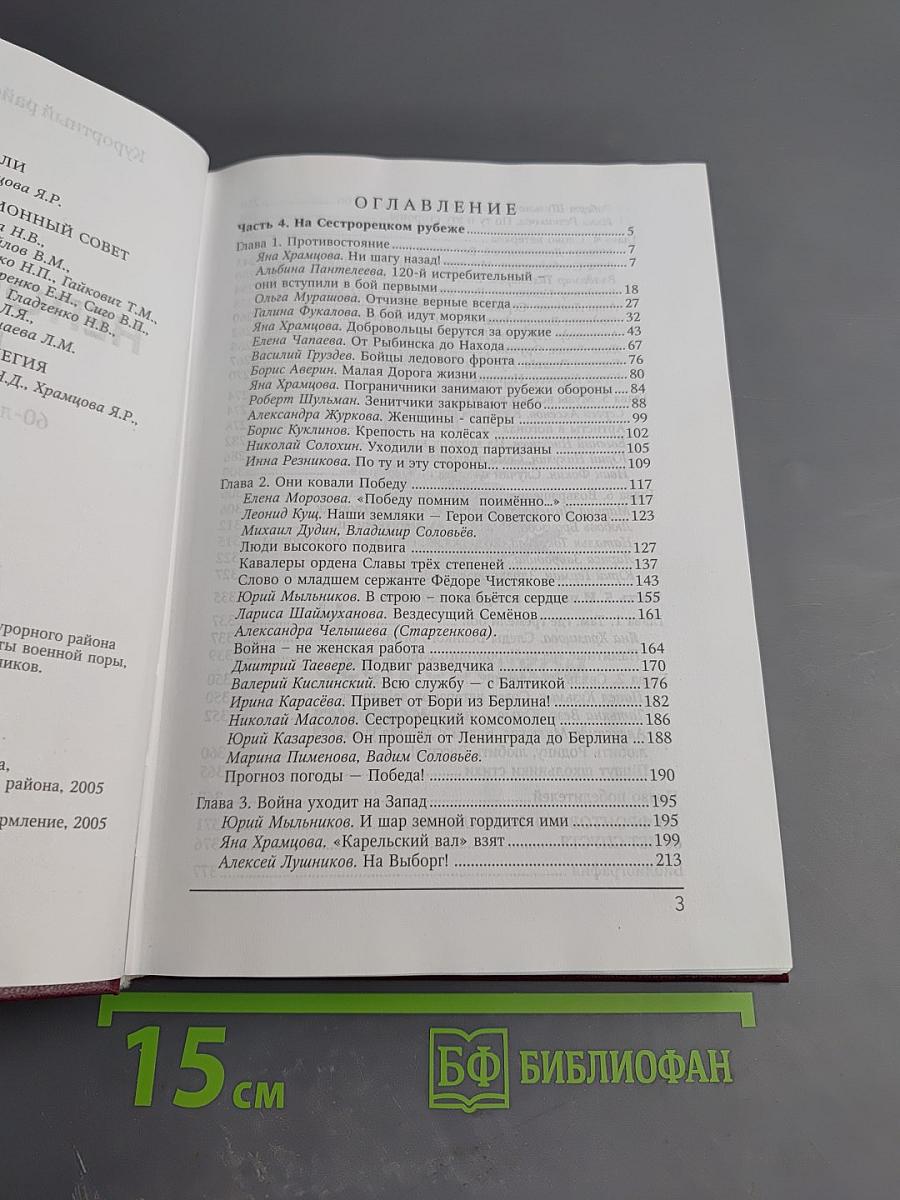 ЛИ
цова Я.Р.
ИОННЫЙ СОВЕТ
а Н.В.,
йлов В.М.,
ко Н.П., Гайкович Т.М.,
ренко Е.Н., Сиго В.П.,
Гладченко Н.В.,
Л.Я.,
паева Л.М.
ЕГИЯ
Н.Д., Храмцова Я.Р.,
урорного района
ты военной поры,
ников.
а,
района, 2005
рмление, 2005
ОГЛАВЛЕНИЕ
Часть 4. На Сестрорецком рубеже 5
Глава 1. Противостояние 7
Яна Храмцова. Ни шагу назад! 7
Альбина Пантелеева. 120-й истребительный –
они вступили в бой первыми 18
Ольга Мурашова. Отчизне верные всегда 27
Галина Фукалова. В бой идут моряки 32
Яна Храмцова. Добровольцы берутся за оружие 43
Елена Чапаева. От Рыбинска до Находа 67
Василий Груздев. Бойцы ледового фронта 76
Борис Аверин. Малая Дорога жизни 80
Яна Храмцова. Пограничники занимают рубежи обороны 84
Роберт Шульман. Зенитчики закрывают небо 88
Александра Журкова. Женщины - сапёры 99
Борис Куклинов. Крепость на колёсах 102
Николай Солохин. Уходили в поход партизаны 105
Инна Резникова. По ту и эту стороны... 109
Глава 2. Они ковали Победу 117
Елена Морозова. «Победу помним поимённо...» 117
Леонид Кущ. Наши земляки — Герои Советского Союза 123
Михаил Дудин, Владимир Соловьёв.
Люди высокого подвига 127
Кавалеры ордена Славы трёх степеней 137
Слово о младшем сержанте Фёдоре Чистякове 143
Юрий Мыльников. В строю – пока бьётся сердце 155
Лариса Шаймуханова. Вездесущий Семёнов 161
Александра Челышева (Старченкова).
Война – не женская работа 164
Дмитрий Таевере. Подвиг разведчика 170
Валерий Кислинский. Всю службу — с Балтикой 176
Ирина Карасёва. Привет от Бори из Берлина! 182
Николай Масолов. Сестрорецкий комсомолец 186
Юрий Казарезов. Он прошёл от Ленинграда до Берлина 188
Марина Пименова, Вадим Соловьёв.
Прогноз погоды — Победа! 190
Глава 3. Война уходит на Запад 195
Юрий Мыльников. И шар земной гордится ими 195
Яна Храмцова. «Карельский вал» взят 199
Алексей Лушников. На Выборг! 213
3
15 см
БФ БИБЛИОФАН